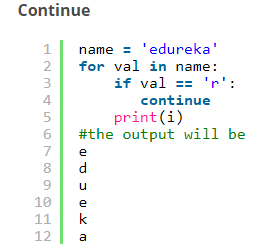 Continue
1 name = 'edureka'
2 for val in name:
3     if val == 'r':
4        continue
5     print(i)
6 #the output will be
7 e
8 d
9 u
10 e
11 k
12 a